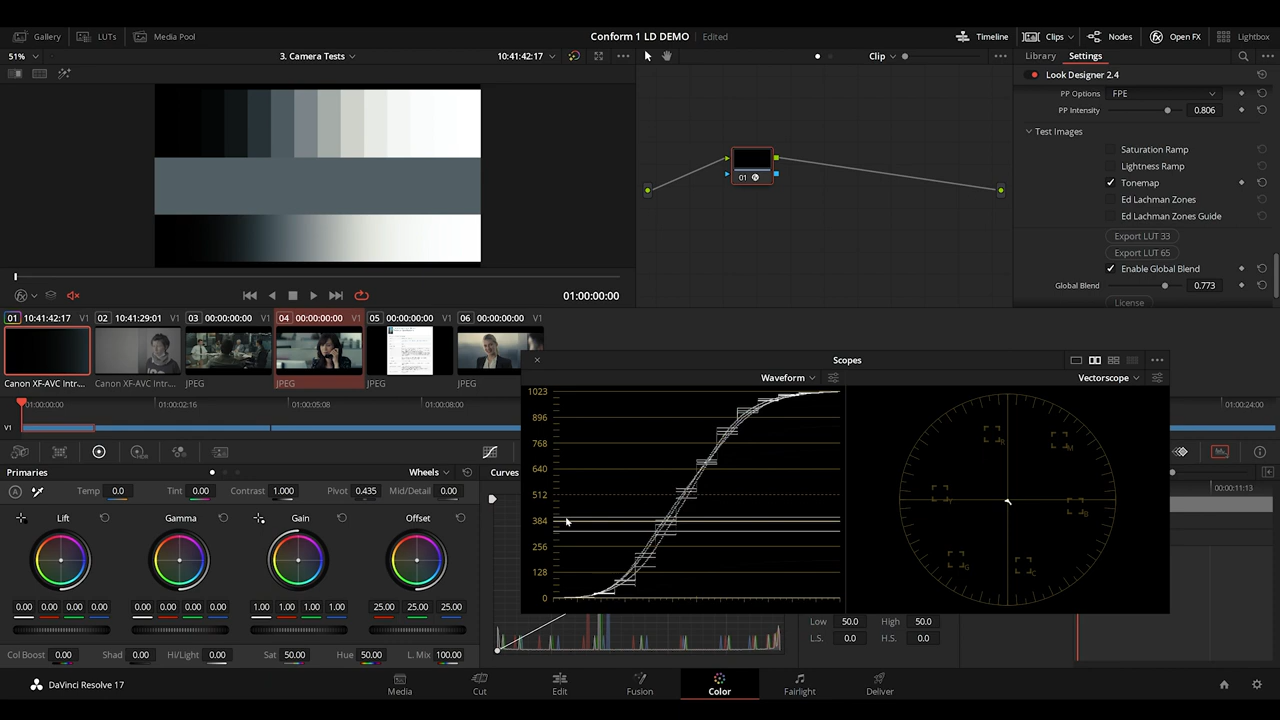 Gallery LUTs Media Pool Conform 1 LD DEMO Edited Timeline Clips Nodes Open FX Lightbox
51% 3. Camera Tests 10:41:42:17 Clip Library Settings
Look Designer 2.4
PP Options FPE
PP Intensity 0.806
Test Images
Saturation Ramp
Lightness Ramp
Tonemap
Ed Lachman Zones
Ed Lachman Zones Guide
Export LUT 33
Export LUT 65
Enable Global Blend
Global Blend 0.773
License
01
01:00:00:00
01 10:41:42:17 V1 02 10:41:29:01 V1 03 00:00:00:00 V1 04 00:00:00:00 V1 05 00:00:00:00 V1 06 00:00:00:00 V1
Canon XF-AVC Intr... Canon XF-AVC Intr... JPEG JPEG JPEG JPEG
01:00:00:00 01:00:02:16 01:00:05:08 01:00:08:00 01:00:24:00
V1
Scopes
Waveform Vectorscope
1023
896
768
640
512
384
256
128
0
R
M
B
C
G
Primaries Wheels Curves
Temp 0.0 Tint 0.00 Contrast 1.000 Pivot 0.435 Mid/Detail 0.00
00:00:11:13
Lift Gamma Gain Offset
0.00 0.00 0.00 0.00 0.00 0.00 0.00 0.00 1.00 1.00 1.00 1.00 25.00 25.00 25.00
Low 50.0 High 50.0
L.S. 0.0 H.S. 0.0
Col Boost 0.00 Shad 0.00 Hi/Light 0.00 Sat 50.00 Hue 50.00 L. Mix 100.00
DaVinci Resolve 17 Media Cut Edit Fusion Color Fairlight Deliver